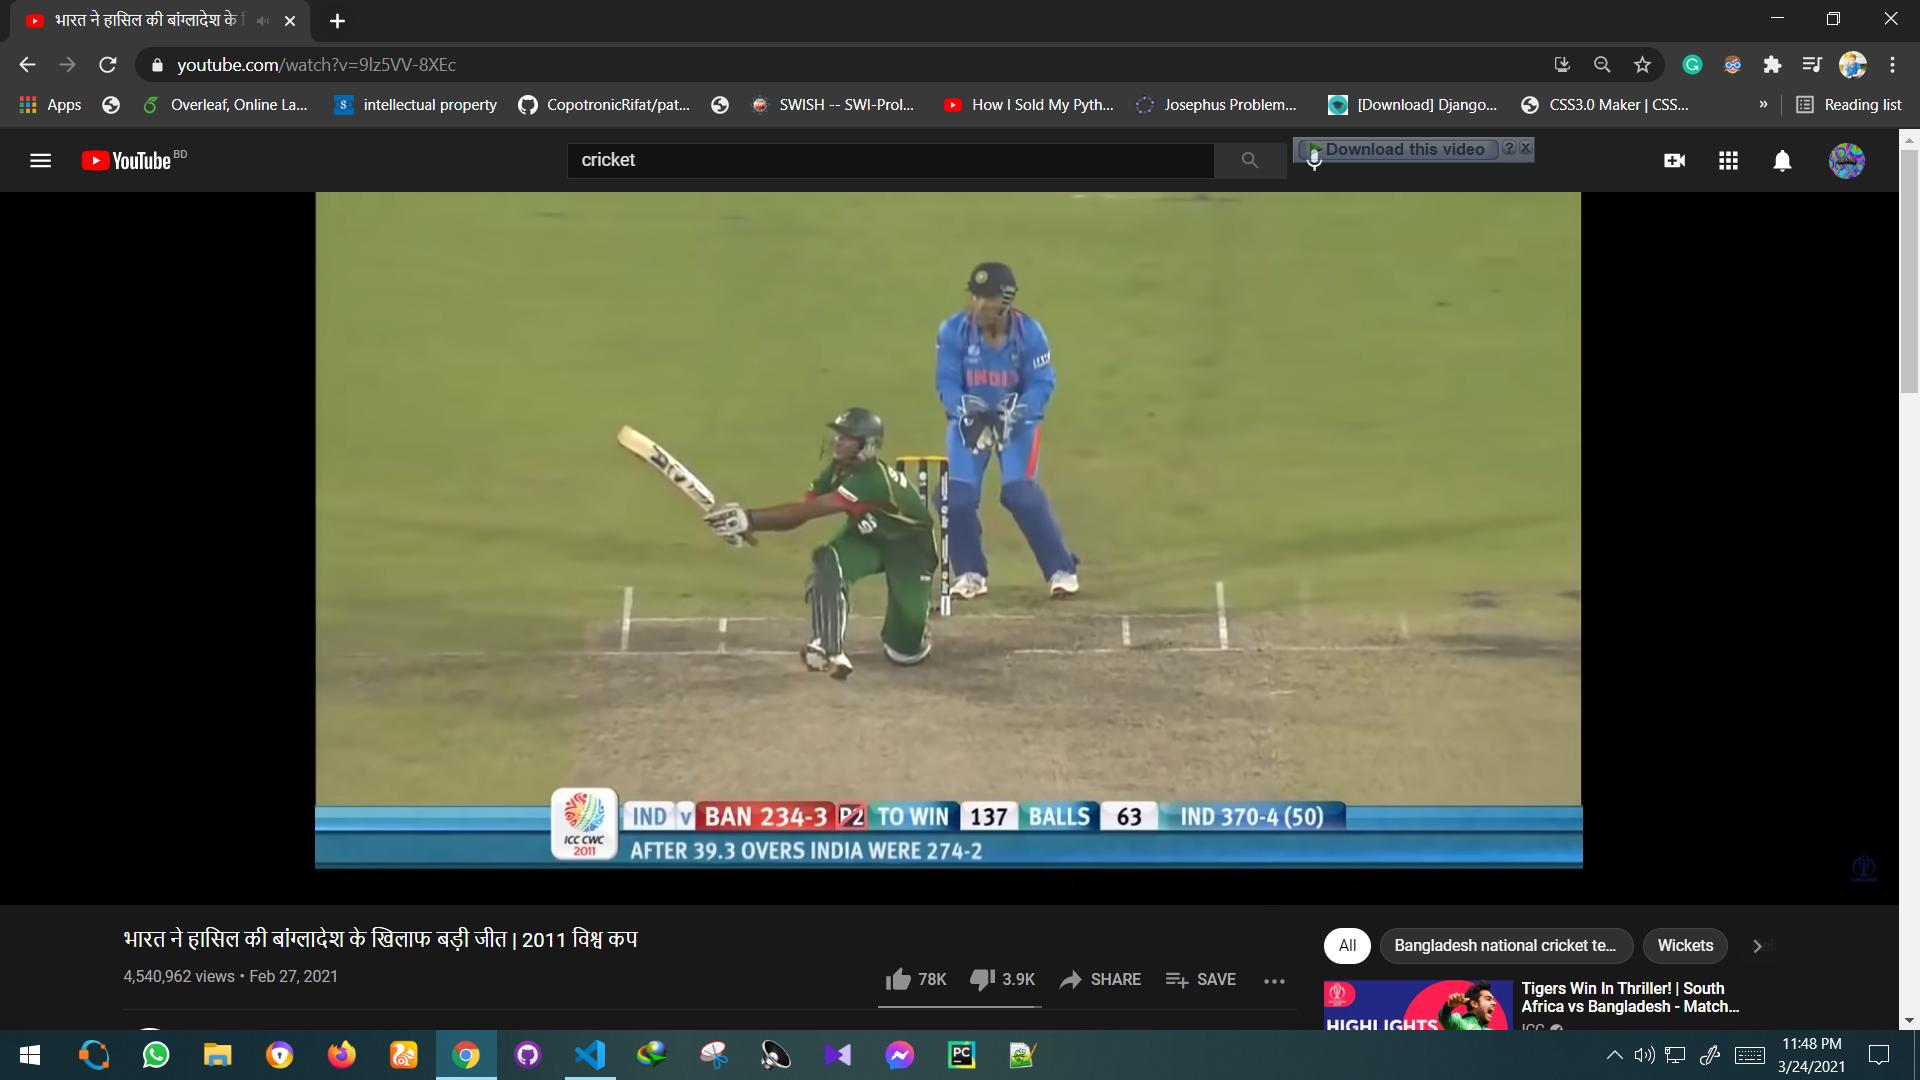 भारत ने हासिल की बांग्लादेश के
youtube.com/watch?v=9lz5VV-8XEc
Apps
Overleaf, Online La...
intellectual property
CopotronicRifat/pat...
SWISH -- SWI-Prol...
How I Sold My Pyth...
Josephus Problem...
[Download] Django...
CSS3.0 Maker | CSS...
»
Reading list
YouTube BD
cricket
Download this video
INDIA
ICC CWC
2011
IND v BAN 234-3 P2 TO WIN 137 BALLS 63 IND 370-4 (50)
AFTER 39.3 OVERS INDIA WERE 274-2
भारत ने हासिल की बांग्लादेश के खिलाफ बड़ी जीत | 2011 विश्व कप
4,540,962 views • Feb 27, 2021
78K
3.9K
SHARE
SAVE
All
Bangladesh national cricket te...
Wickets
HIGHLIGHTS
Tigers Win In Thriller! | South
Africa vs Bangladesh - Match...
ICC
PC
11:48 PM
3/24/2021